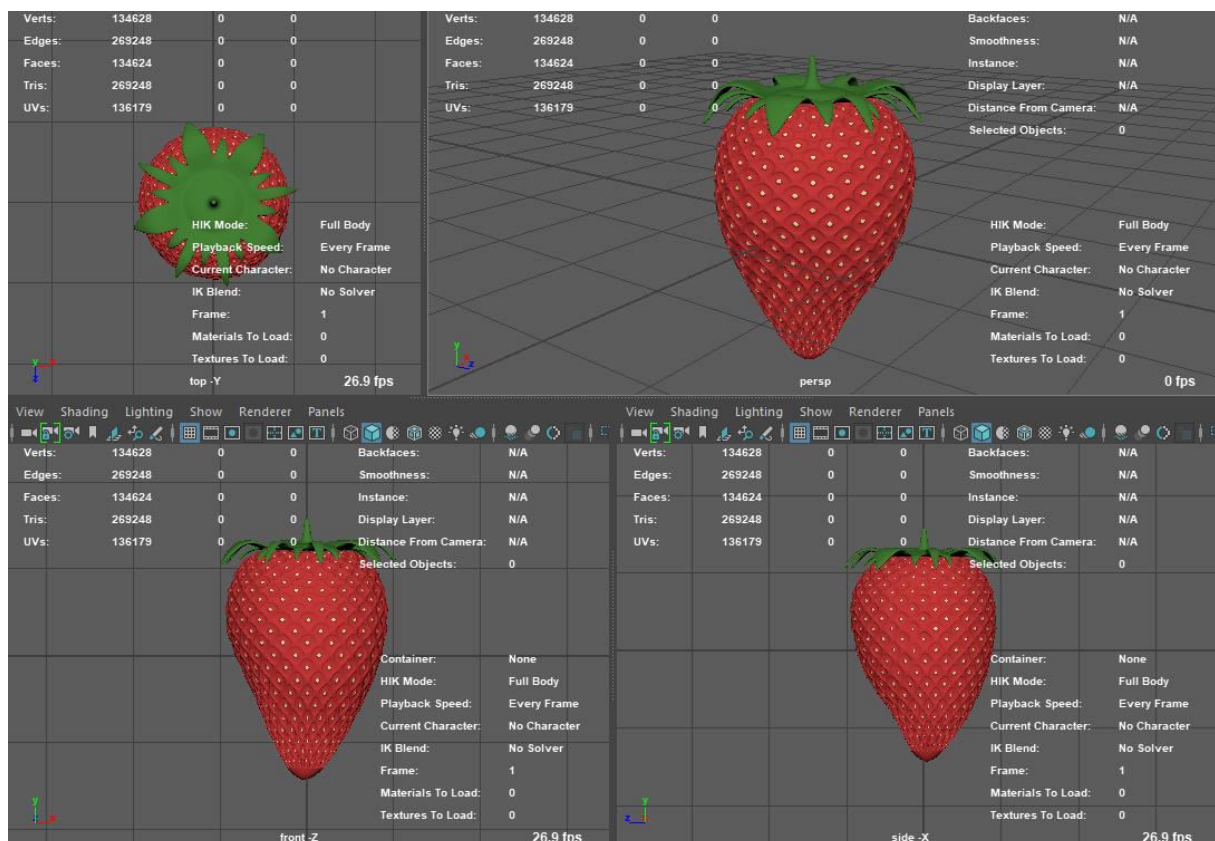 Verts: 134628 0 0
Edges: 269248 0 0
Faces: 134624 0 0
Tris: 269248 0 0
UVs: 136179 0 0
HIK Mode: Full Body
Playback Speed: Every Frame
Current Character: No Character
IK Blend: No Solver
Frame: 1
Materials To Load: 0
Textures To Load: 0
top -Y 26.9 fps
Verts: 134628 0 0 Backfaces: N/A
Edges: 269248 0 0 Smoothness: N/A
Faces: 134624 0 0 Instance: N/A
Tris: 269248 0 0 Display Layer: N/A
UVs: 136179 0 0 Distance From Camera: N/A
Selected Objects: 0
HIK Mode: Full Body
Playback Speed: Every Frame
Current Character: No Character
IK Blend: No Solver
Frame: 1
Materials To Load: 0
Textures To Load: 0
persp 0 fps
View Shading Lighting Show Renderer Panels
Verts: 134628 0 0 Backfaces: N/A
Edges: 269248 0 0 Smoothness: N/A
Faces: 134624 0 0 Instance: N/A
Tris: 269248 0 0 Display Layer: N/A
UVs: 136179 0 0 Distance From Camera: N/A
Selected Objects: 0
Container: None
HIK Mode: Full Body
Playback Speed: Every Frame
Current Character: No Character
IK Blend: No Solver
Frame: 1
Materials To Load: 0
Textures To Load: 0
front -Z 26.9 fps
View Shading Lighting Show Renderer Panels
Verts: 134628 0 0 Backfaces: N/A
Edges: 269248 0 0 Smoothness: N/A
Faces: 134624 0 0 Instance: N/A
Tris: 269248 0 0 Display Layer: N/A
UVs: 136179 0 0 Distance From Camera: N/A
Selected Objects: 0
Container: None
HIK Mode: Full Body
Playback Speed: Every Frame
Current Character: No Character
IK Blend: No Solver
Frame: 1
Materials To Load: 0
Textures To Load: 0
side -X 26.9 fps